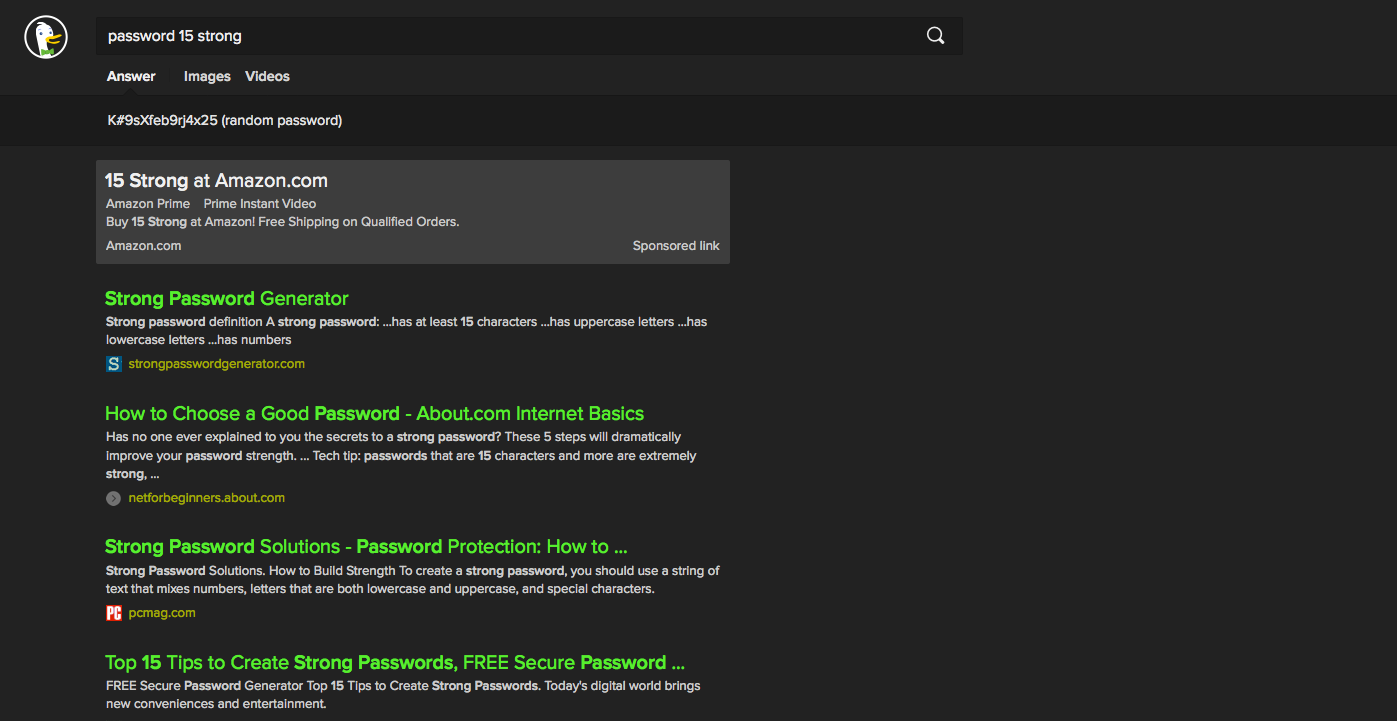 password 15 strong
Answer Images Videos
K#9sXfeb9rj4x25 (random password)
15 Strong at Amazon.com
Amazon Prime Prime Instant Video
Buy 15 Strong at Amazon! Free Shipping on Qualified Orders.
Amazon.com Sponsored link
Strong Password Generator
Strong password definition A strong password: ...has at least 15 characters ...has uppercase letters ...has
lowercase letters ...has numbers
S strongpasswordgenerator.com
How to Choose a Good Password - About.com Internet Basics
Has no one ever explained to you the secrets to a strong password? These 5 steps will dramatically
improve your password strength. ... Tech tip: passwords that are 15 characters and more are extremely
strong, ...
netforbeginners.about.com
Strong Password Solutions - Password Protection: How to ...
Strong Password Solutions. How to Build Strength To create a strong password, you should use a string of
text that mixes numbers, letters that are both lowercase and uppercase, and special characters.
PC pcmag.com
Top 15 Tips to Create Strong Passwords, FREE Secure Password ...
FREE Secure Password Generator Top 15 Tips to Create Strong Passwords. Today's digital world brings
new conveniences and entertainment.